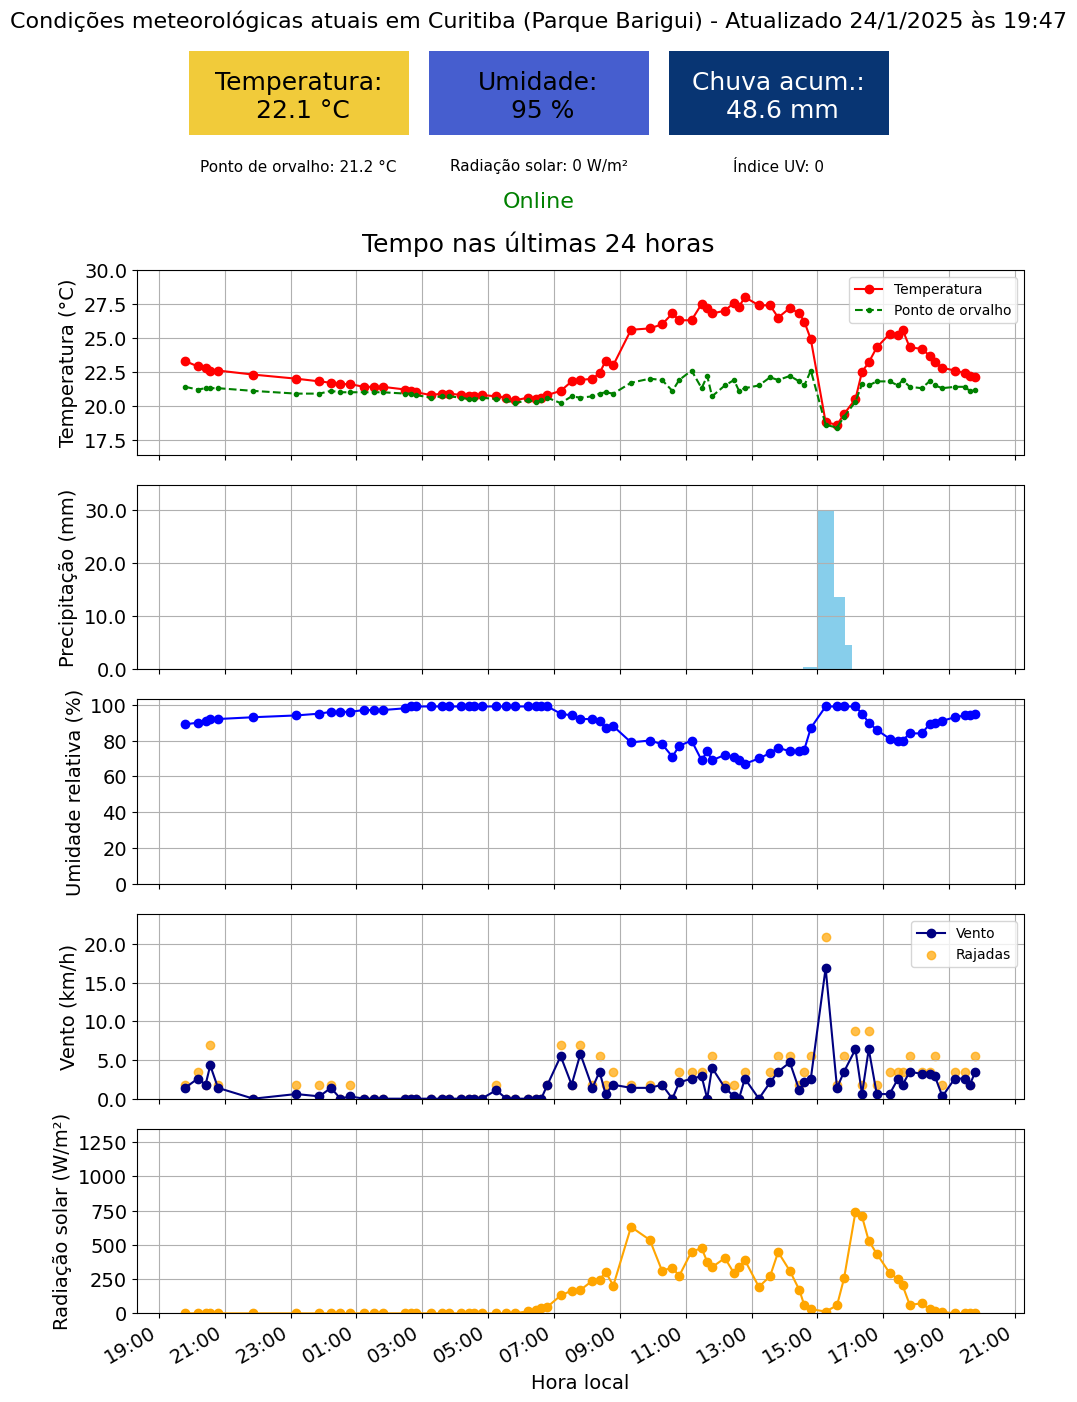 Condições meteorológicas atuais em Curitiba (Parque Barigui) - Atualizado 24/1/2025 às 19:47
Temperatura:
22.1 °C
Umidade:
95 %
Chuva acum.:
48.6 mm
Ponto de orvalho: 21.2 °C
Radiação solar: 0 W/m²
Índice UV: 0
Online
Tempo nas últimas 24 horas
Temperatura (°C)
30.0
27.5
25.0
22.5
20.0
17.5
Temperatura
Ponto de orvalho
Precipitação (mm)
30.0
20.0
10.0
0.0
Umidade relativa (%)
100
80
60
40
20
0
Vento (km/h)
20.0
15.0
10.0
5.0
0.0
Vento
Rajadas
Radiação solar (W/m²)
1250
1000
750
500
250
0
19:00
21:00
23:00
01:00
03:00
05:00
07:00
09:00
11:00
13:00
15:00
17:00
19:00
21:00
Hora local